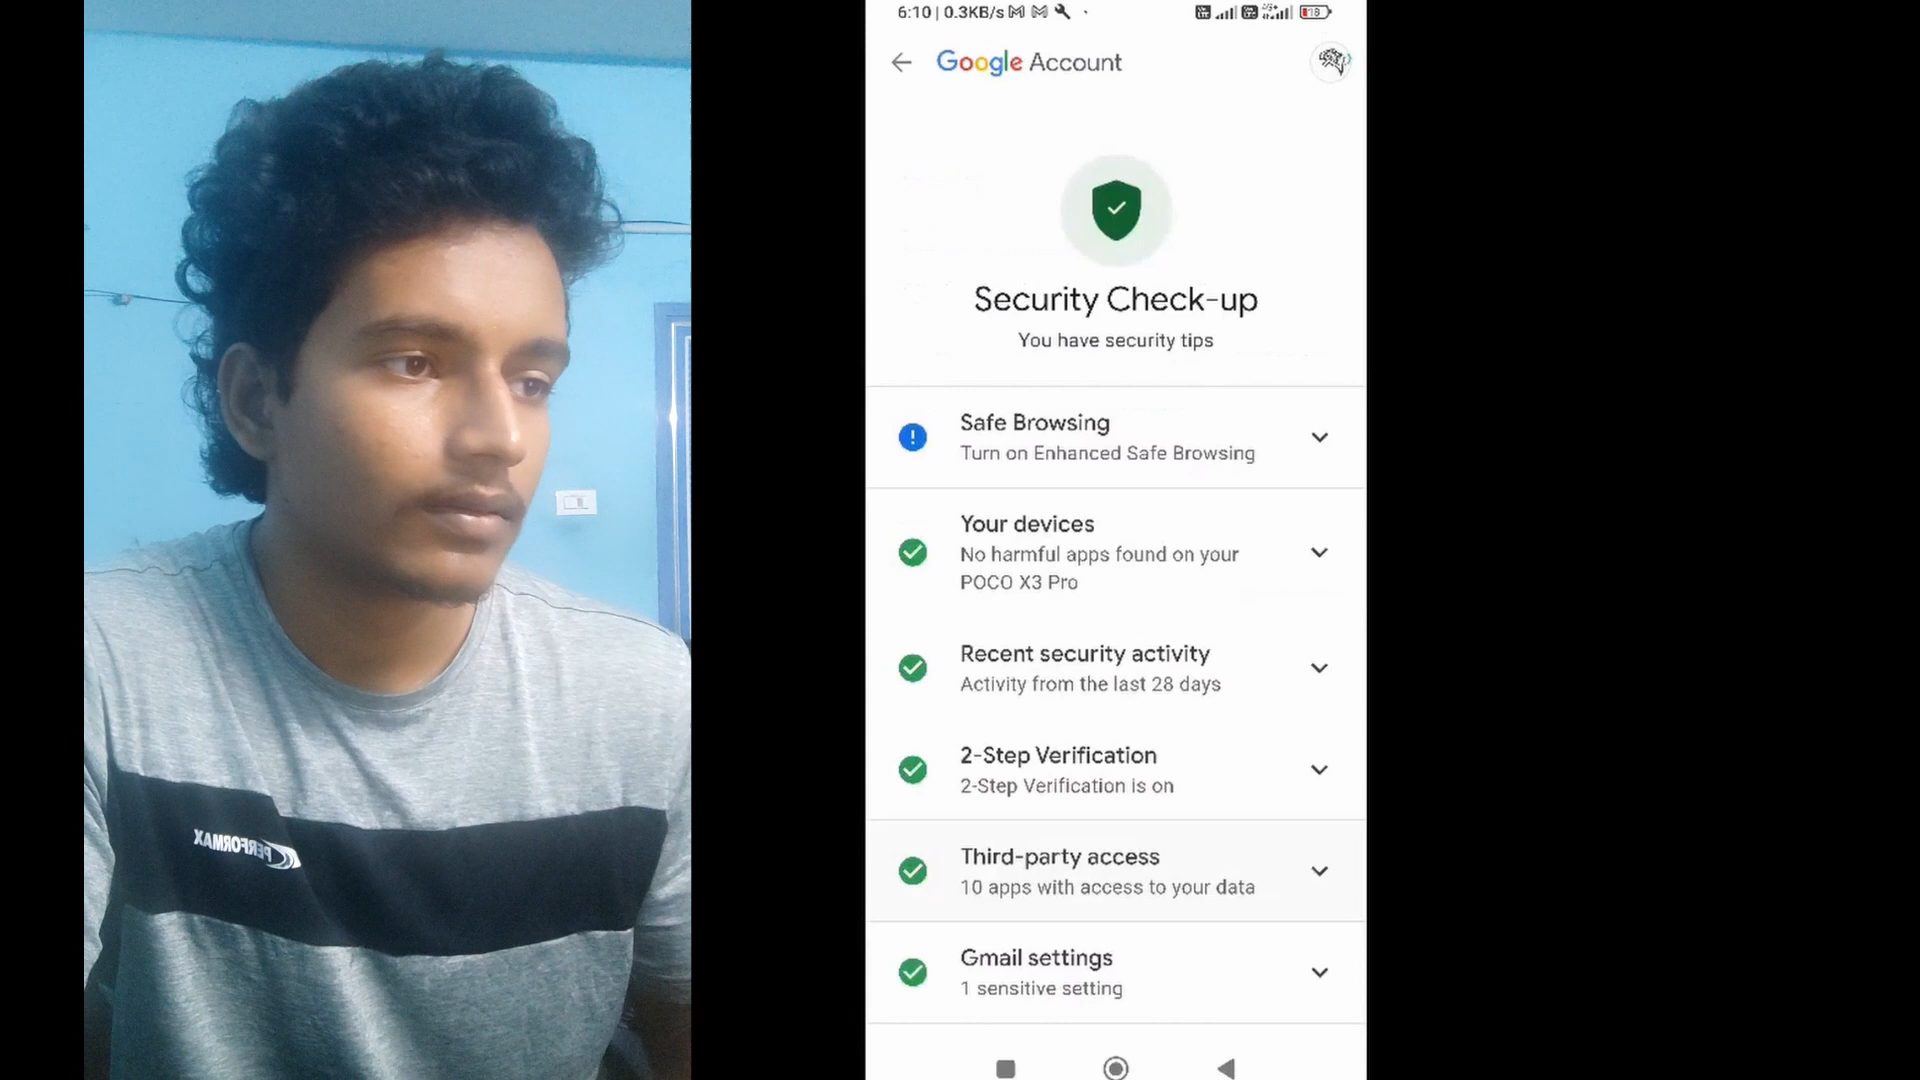 6:10 | 0.3KB/s
18
Google Account
Security Check-up
You have security tips
Safe Browsing
Turn on Enhanced Safe Browsing
Your devices
No harmful apps found on your
POCO X3 Pro
Recent security activity
Activity from the last 28 days
2-Step Verification
2-Step Verification is on
PERFORMAX
Third-party access
10 apps with access to your data
Gmail settings
1 sensitive setting